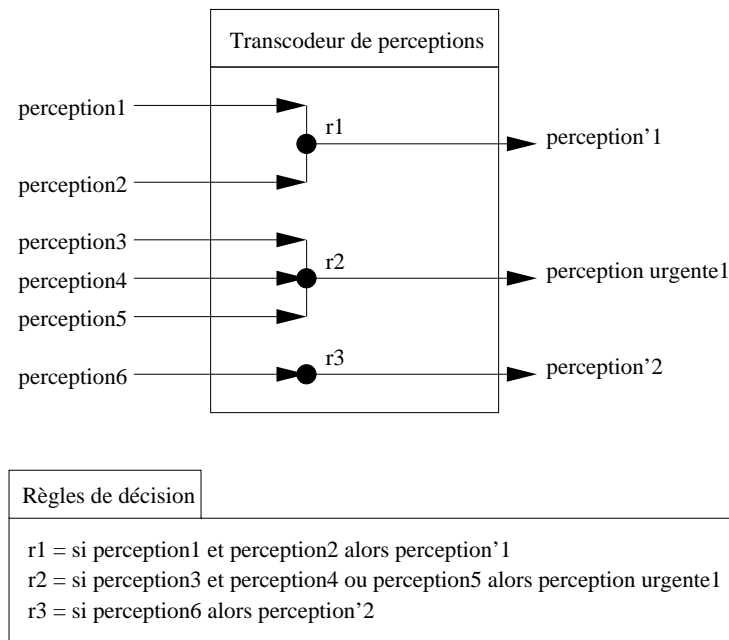 Transcodeur de perceptions
perception1
r1
perception'1
perception2
perception3
r2
perception4
perception urgente1
perception5
r3
perception6
perception'2
Règles de décision
r1 = si perception1 et perception2 alors perception'1
r2 = si perception3 et perception4 ou perception5 alors perception urgente1
r3 = si perception6 alors perception'2